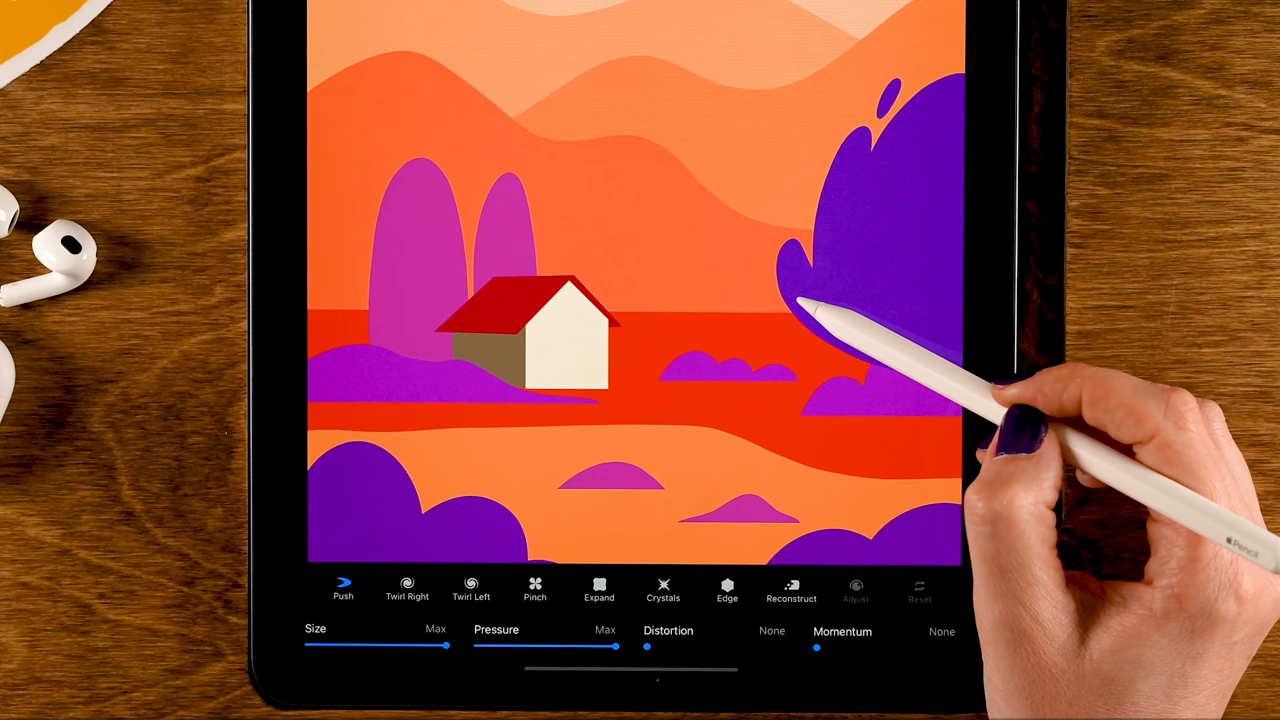 Push Twirl Right Twirl Left Pinch Expand Crystals Edge Reconstruct Adjust Reset
Size Max Pressure Max Distortion None Momentum None
Pencil